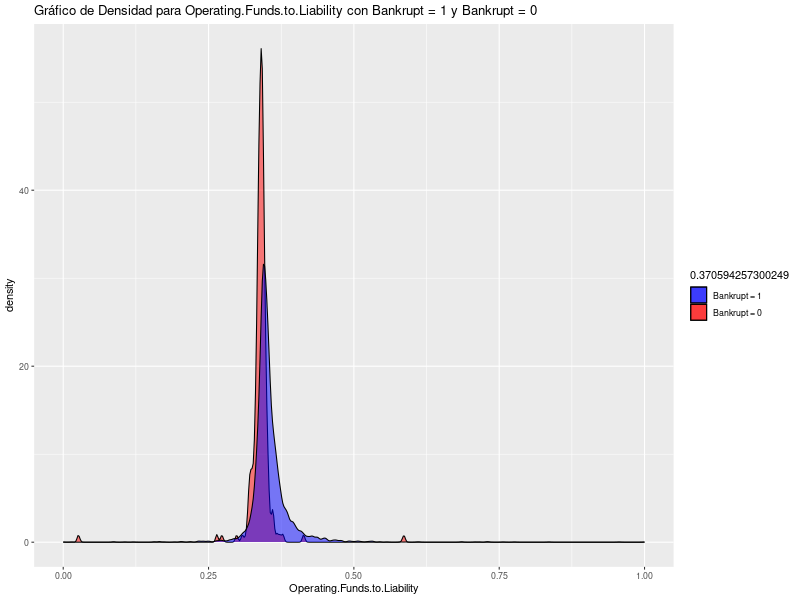 Gráfico de Densidad para Operating.Funds.to.Liability con Bankrupt = 1 y Bankrupt = 0
density
40
20
0
0.00
0.25
0.50
0.75
1.00
Operating.Funds.to.Liability
0.370594257300249
Bankrupt = 1
Bankrupt = 0